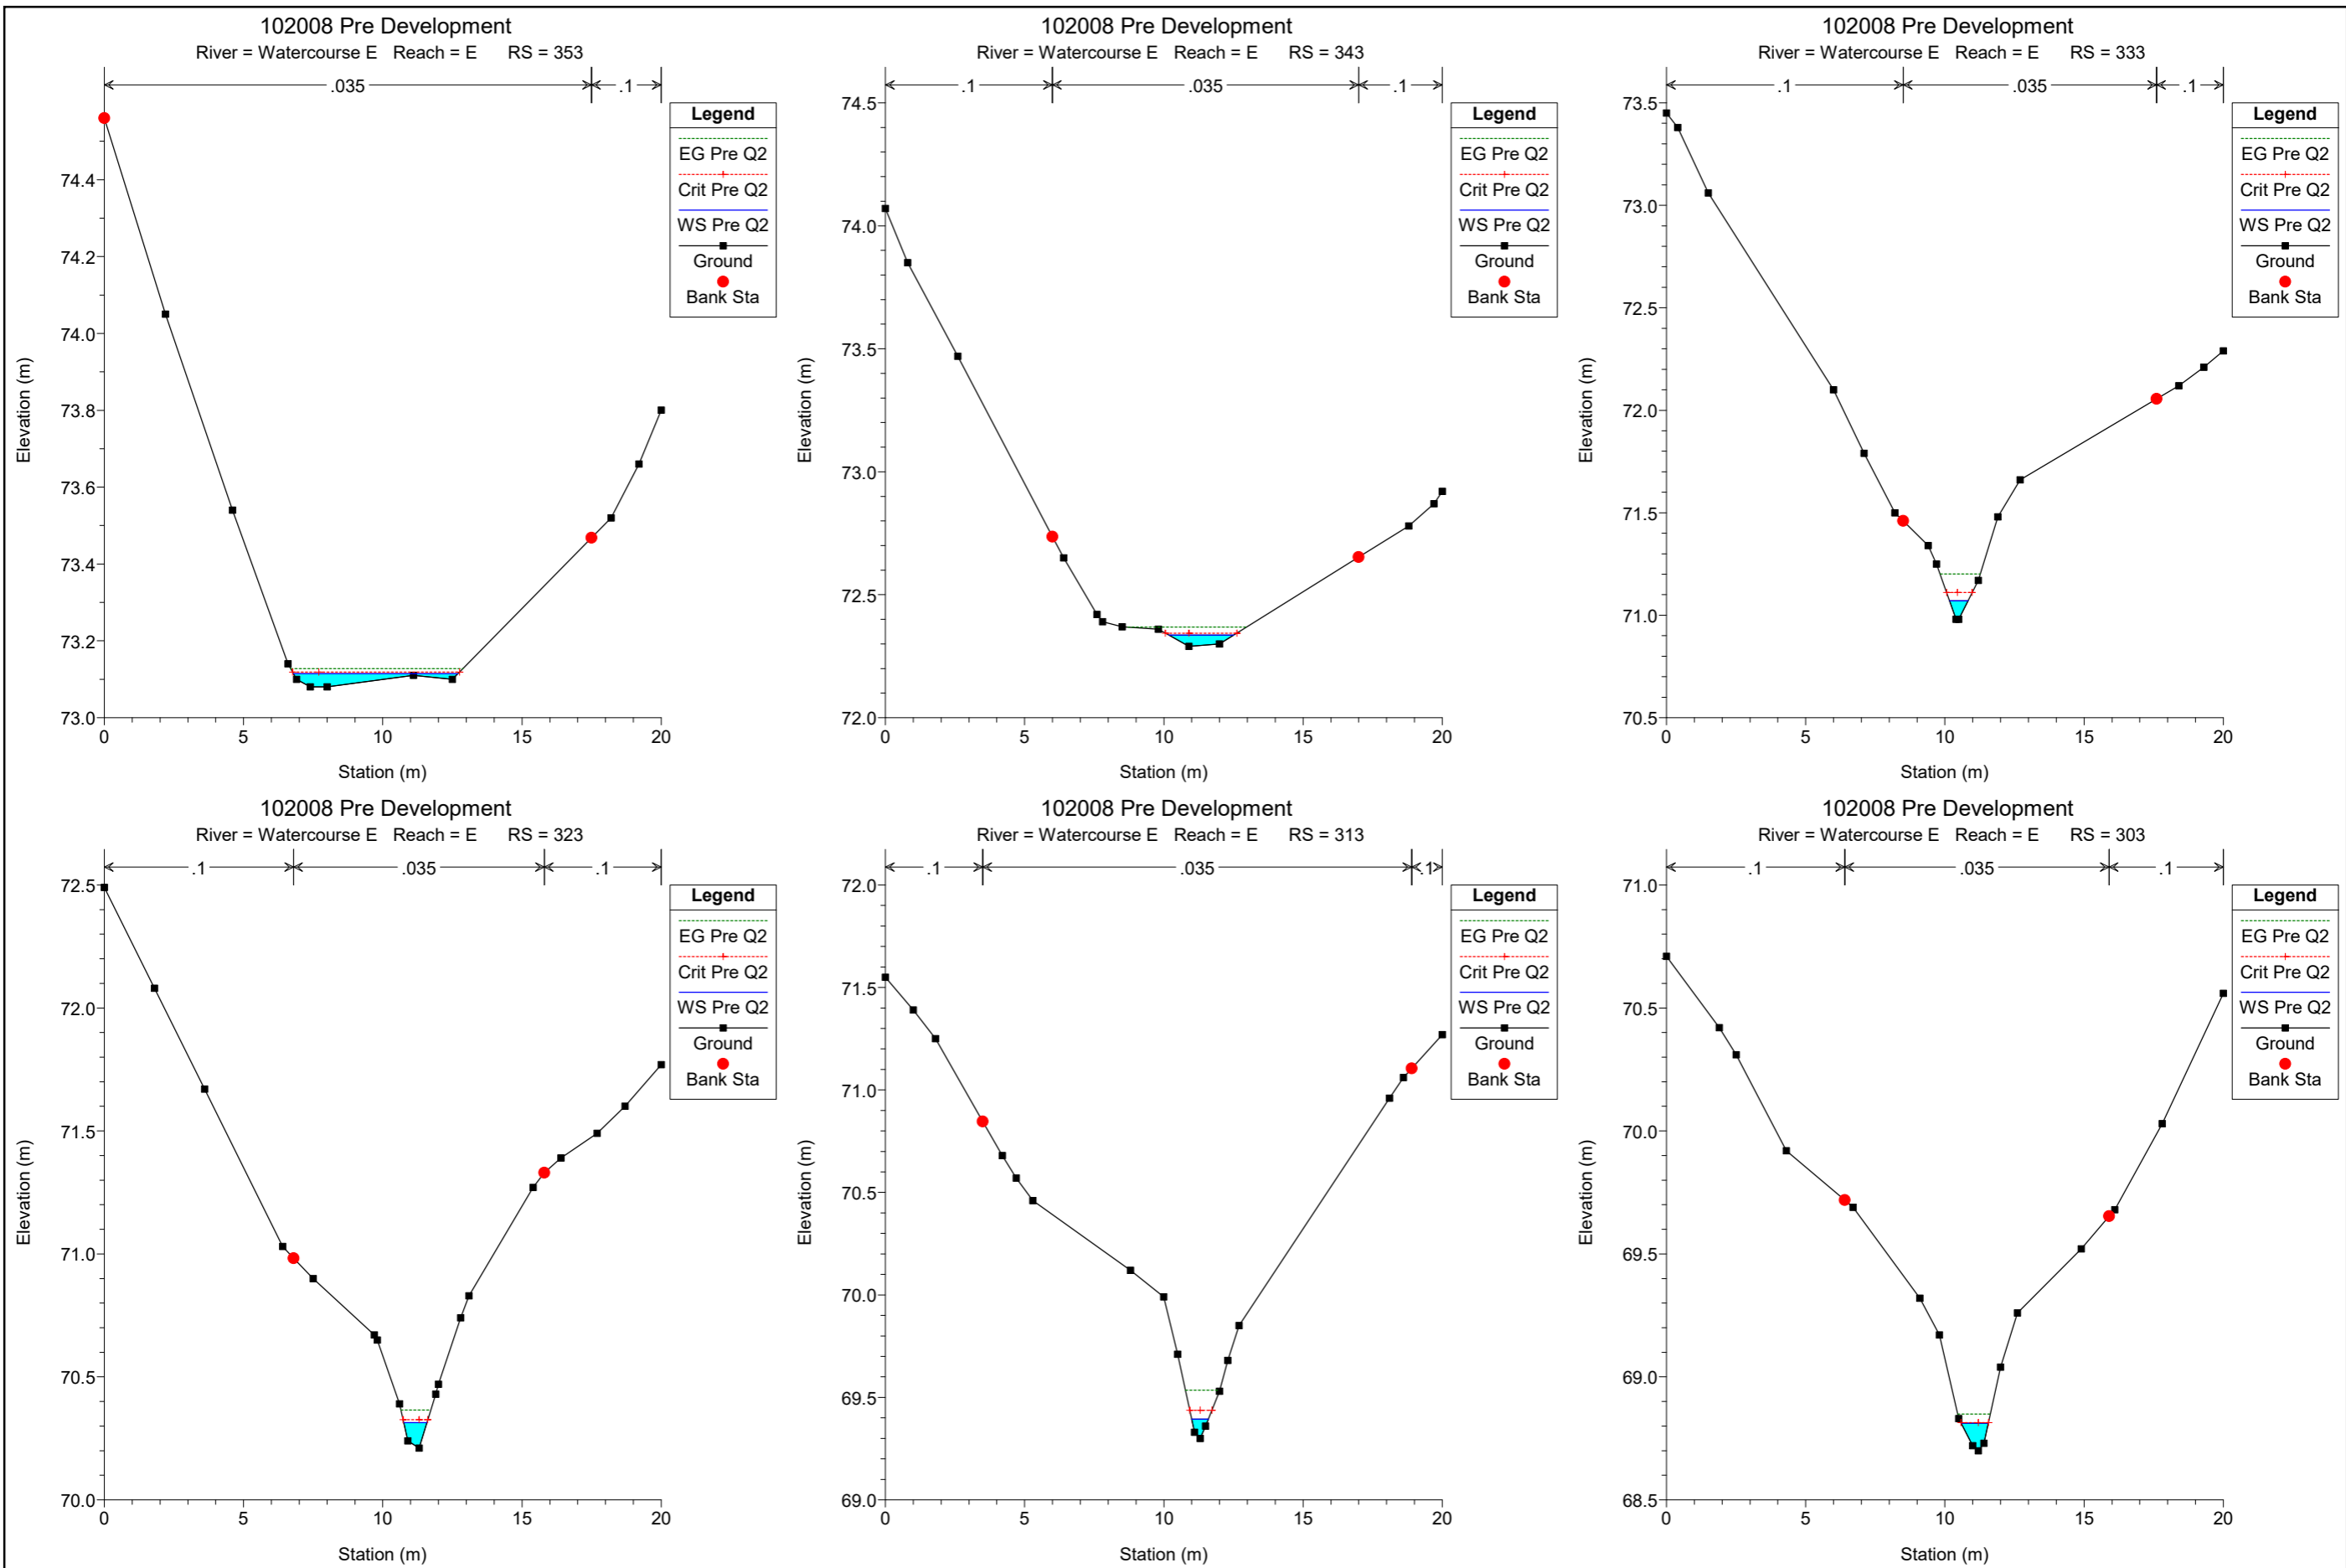 102008 Pre Development
River = Watercourse E Reach = E RS = 353
.035 .1
Legend
EG Pre Q2
Crit Pre Q2
WS Pre Q2
Ground
Bank Sta
74.4
74.2
74.0
73.8
73.6
73.4
73.2
73.0
0 5 10 15 20
Elevation (m)
Station (m)
102008 Pre Development
River = Watercourse E Reach = E RS = 343
.1 .035 .1
Legend
EG Pre Q2
Crit Pre Q2
WS Pre Q2
Ground
Bank Sta
74.5
74.0
73.5
73.0
72.5
72.0
0 5 10 15 20
Elevation (m)
Station (m)
102008 Pre Development
River = Watercourse E Reach = E RS = 333
.1 .035 .1
Legend
EG Pre Q2
Crit Pre Q2
WS Pre Q2
Ground
Bank Sta
73.5
73.0
72.5
72.0
71.5
71.0
70.5
0 5 10 15 20
Elevation (m)
Station (m)
102008 Pre Development
River = Watercourse E Reach = E RS = 323
.1 .035 .1
Legend
EG Pre Q2
Crit Pre Q2
WS Pre Q2
Ground
Bank Sta
72.5
72.0
71.5
71.0
70.5
70.0
0 5 10 15 20
Elevation (m)
Station (m)
102008 Pre Development
River = Watercourse E Reach = E RS = 313
.1 .035 .1
Legend
EG Pre Q2
Crit Pre Q2
WS Pre Q2
Ground
Bank Sta
72.0
71.5
71.0
70.5
70.0
69.5
69.0
0 5 10 15 20
Elevation (m)
Station (m)
102008 Pre Development
River = Watercourse E Reach = E RS = 303
.1 .035 .1
Legend
EG Pre Q2
Crit Pre Q2
WS Pre Q2
Ground
Bank Sta
71.0
70.5
70.0
69.5
69.0
68.5
0 5 10 15 20
Elevation (m)
Station (m)